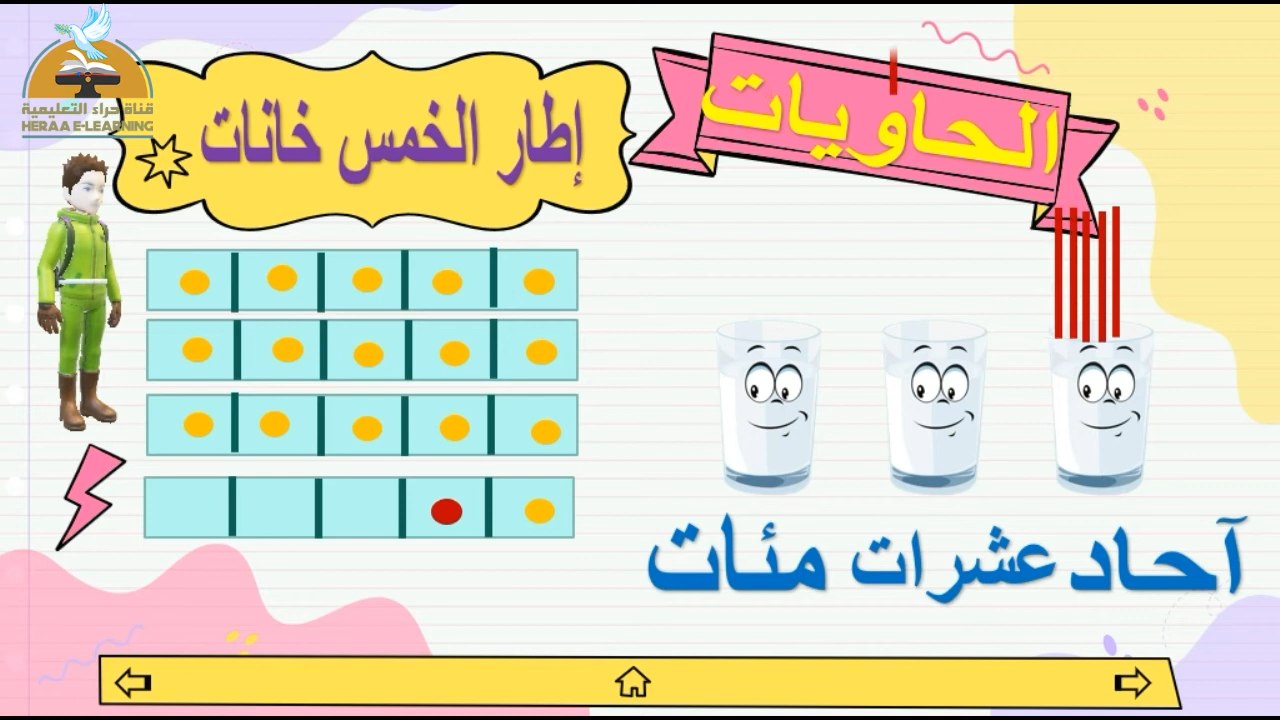 الحاويات
إطار الخمس خانات
قناة حراء التعليمية
HERAA E-LEARNING
آحاد عشرات مئات